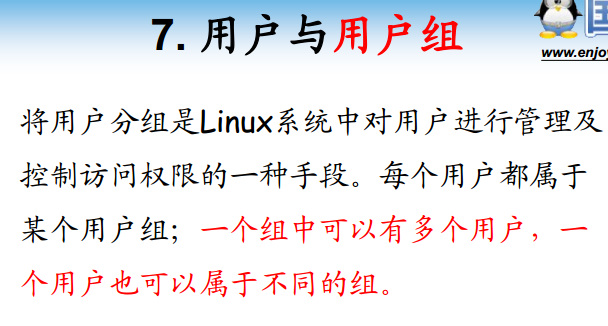 7. 用户与用户组
www.enjoy
将用户分组是Linux系统中对用户进行管理及
控制访问权限的一种手段。每个用户都属于
某个用户组；一个组中可以有多个用户，一
个用户也可以属于不同的组。